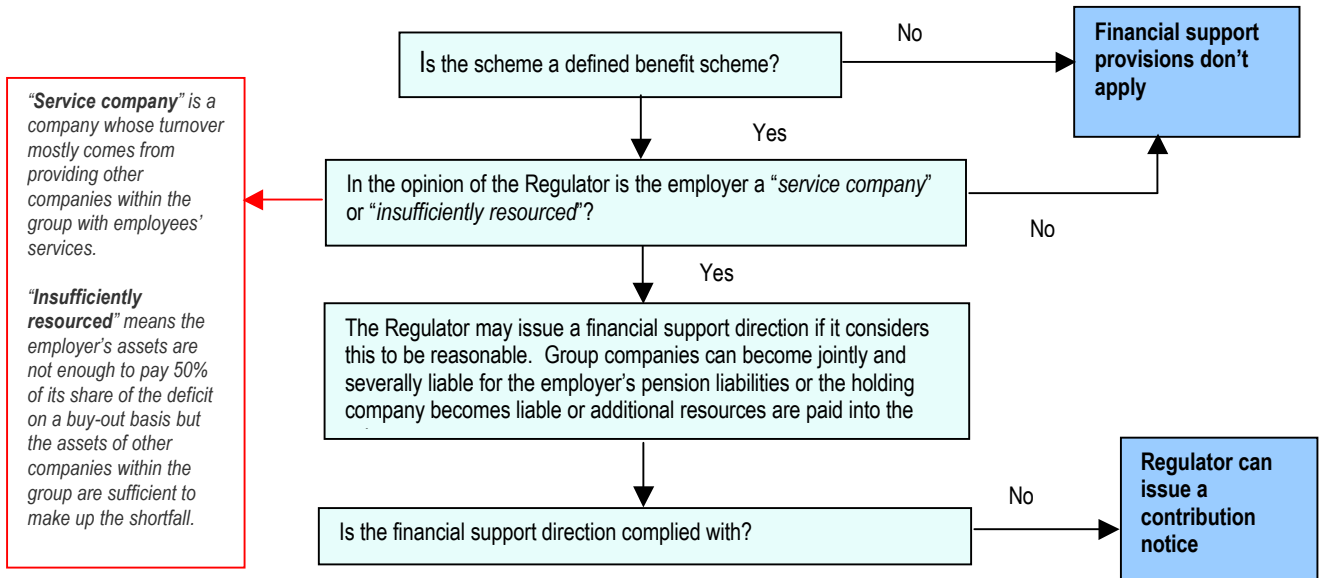 Is the scheme a defined benefit scheme?
No
Financial support
provisions don’t
apply
Yes
“Service company” is a
company whose turnover
mostly comes from
providing other
companies within the
group with employees’
services.
“Insufficiently
resourced” means the
employer’s assets are
not enough to pay 50%
of its share of the deficit
on a buy-out basis but
the assets of other
companies within the
group are sufficient to
make up the shortfall.
In the opinion of the Regulator is the employer a “service company”
or “insufficiently resourced”?
No
Yes
The Regulator may issue a financial support direction if it considers
this to be reasonable.  Group companies can become jointly and
severally liable for the employer’s pension liabilities or the holding
company becomes liable or additional resources are paid into the
Is the financial support direction complied with?
No
Regulator can
issue a
contribution
notice